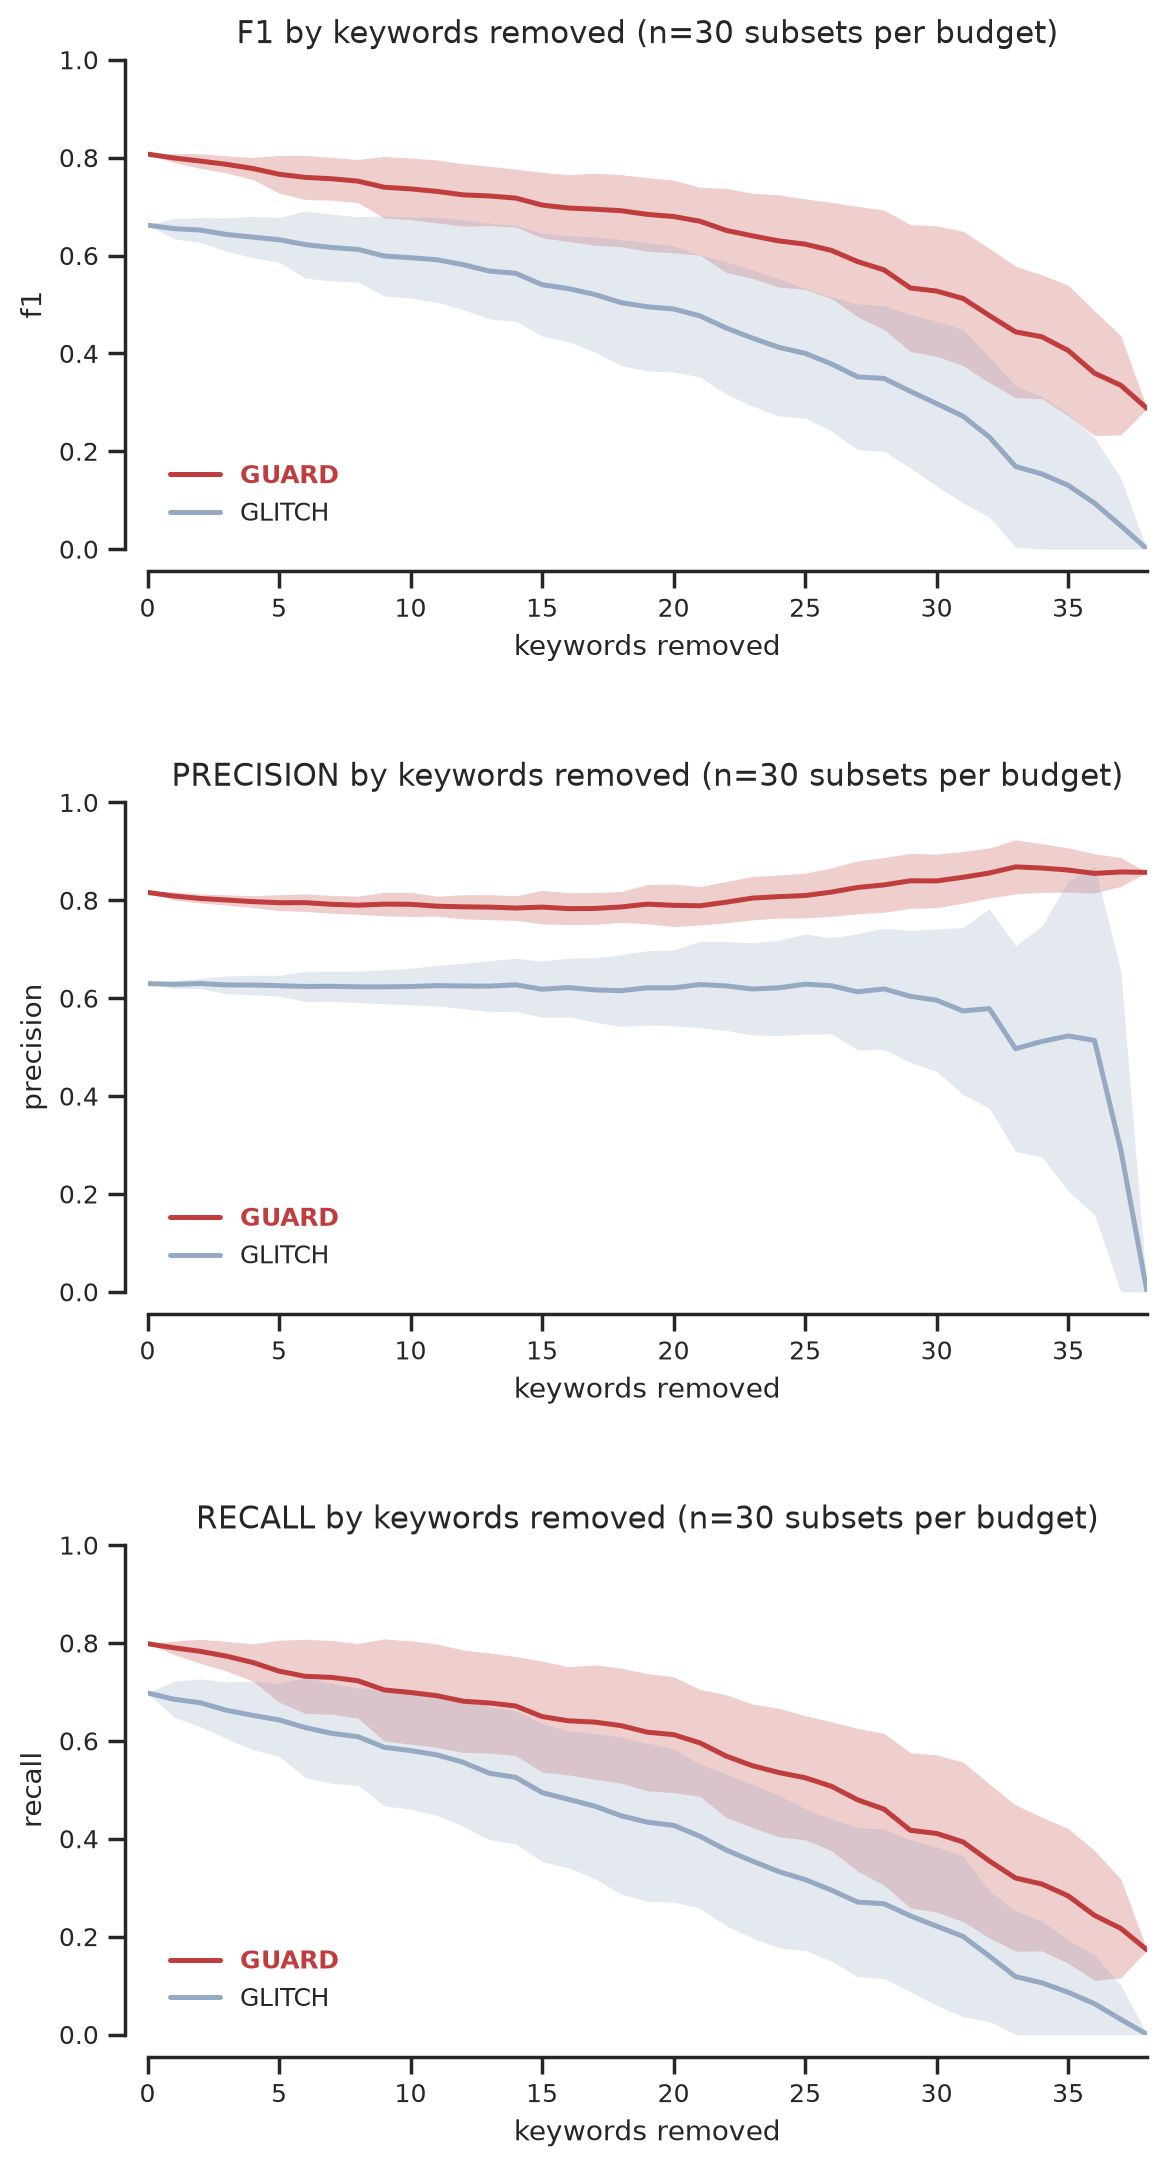 F1 by keywords removed (n=30 subsets per budget)
1.0
0.8
0.6
0.4
0.2
0.0
f1
GUARD
GLITCH
0 5 10 15 20 25 30 35
keywords removed
PRECISION by keywords removed (n=30 subsets per budget)
1.0
0.8
0.6
0.4
0.2
0.0
precision
GUARD
GLITCH
0 5 10 15 20 25 30 35
keywords removed
RECALL by keywords removed (n=30 subsets per budget)
1.0
0.8
0.6
0.4
0.2
0.0
recall
GUARD
GLITCH
0 5 10 15 20 25 30 35
keywords removed